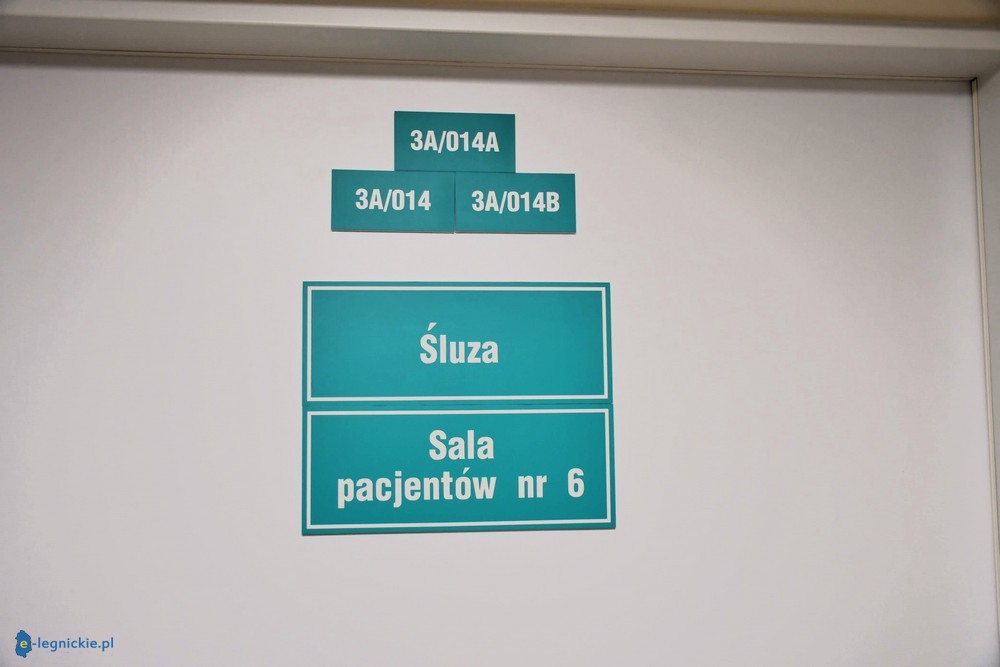 3A/014A
3A/014 3A/014B
Śluza
Sala
pacjentów nr 6
e-legnickie.pl